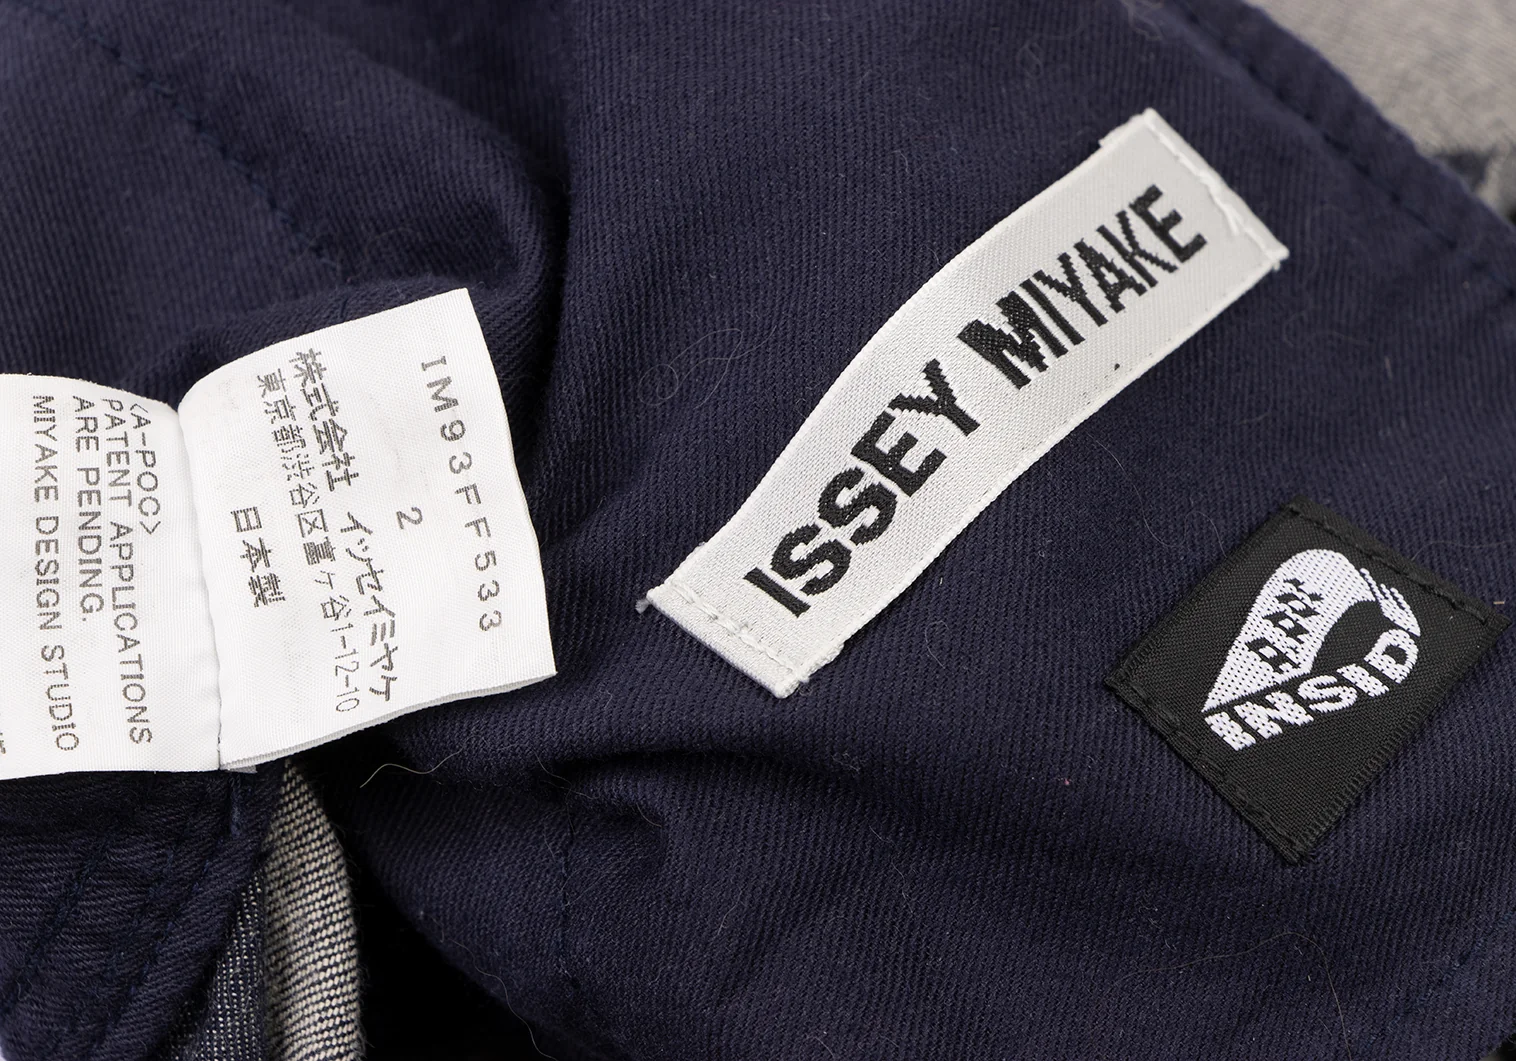 <A-POC>
PATENT APPLICATIONS
ARE PENDING.
MIYAKE DESIGN STUDIO
IM93FF533
2
株式会社 イッセイミヤケ
東京都渋谷区富ヶ谷1-12-10
日本製
ISSEY MIYAKE
INSID